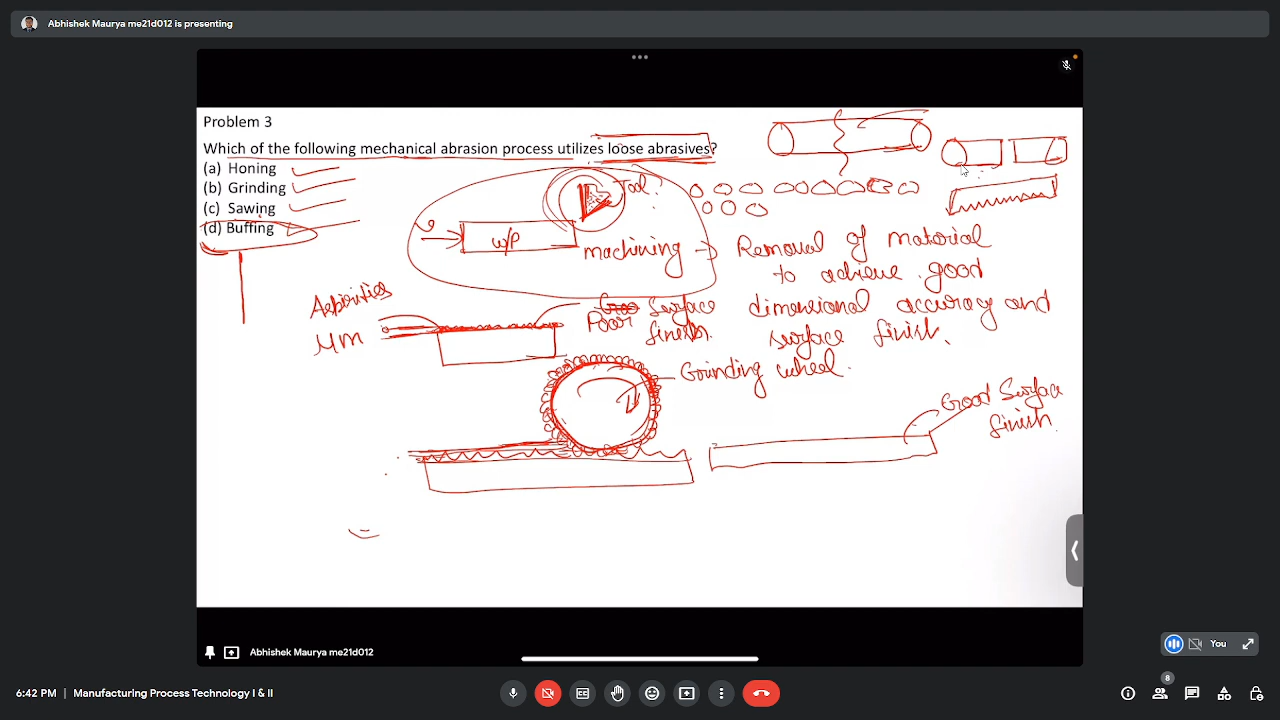 Abhishek Maurya me21d012 is presenting
Problem 3
Which of the following mechanical abrasion process utilizes loose abrasives?
(a) Honing
(b) Grinding
(c) Sawing
(d) Buffing
Tool?
w/P
machining → Removal of material
to achieve good
dimensional accuracy and
surface finish.
Poor Surface
finish.
μm
Grinding wheel.
Good Surface
finish.
Abhishek Maurya me21d012
You
8
6:42 PM | Manufacturing Process Technology I & II